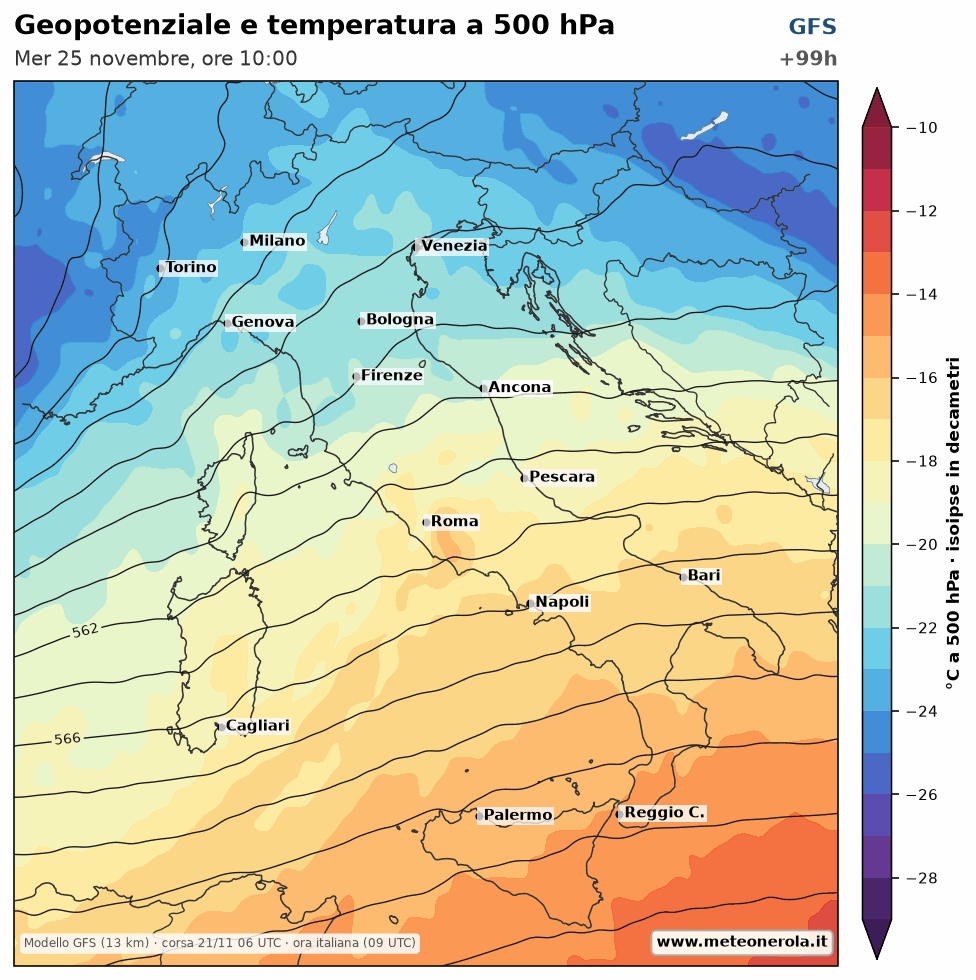 Geopotenziale e temperatura a 500 hPa
GFS
Mer 25 novembre, ore 10:00
+99h
Milano
Venezia
Torino
Genova
Bologna
Firenze
Ancona
Pescara
Roma
Bari
Napoli
562
Cagliari
566
Palermo
Reggio C.
Modello GFS (13 km) · corsa 21/11 06 UTC · ora italiana (09 UTC)
www.meteonerola.it
−10
−12
−14
−16
−18
−20
−22
−24
−26
−28
°C a 500 hPa · isoipse in decametri